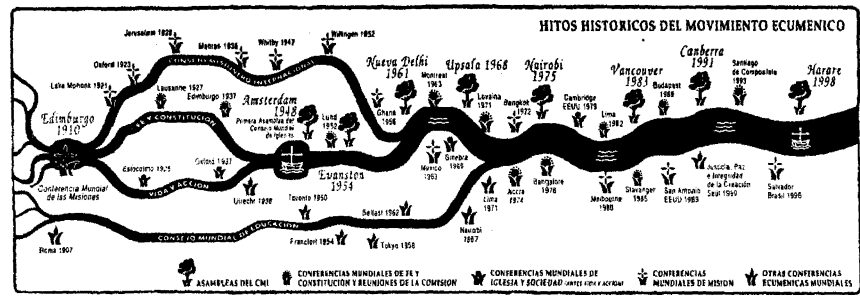 HITOS HISTORICOS DEL MOVIMIENTO ECUMENICO
Jerusalem 1928
Madras 1938
Whitby 1947
Willingen 1952
Oxford 1923
Lake Mohonk 1921
CONSEJO MISIONERO INTERNACIONAL
Edimburgo
1910
Conferencia Mundial
de las Misiones
Lausanne 1927
Edimburgo 1937
FE Y CONSTITUCION
Estocolmo 1925
Oxford 1937
VIDA Y ACCION
Utrecht 1938
Amsterdam
1948
Primera Asamblea del
Consejo Mundial
de Iglesias
Lund
1952
Evanston
1954
Roma 1907
CONSEJO MUNDIAL DE EDUCACION
Toronto 1950
Francfort 1954
Belfast 1962
Tokyo 1958
Nairobi
1967
Nueva Delhi
1961
Ghana
1958
Montreal
1963
Mexico
1963
Upsala 1968
Ginebra
1966
Lovaina
1971
Lima
1971
Bangkok
1972
Accra
1974
Nairobi
1975
Bangalore
1978
Cambridge
EEUU 1979
Melbourne
1980
Lima
1982
Vancouver
1983
Stavanger
1985
Budapest
1989
San Antonio
EEUU 1989
Canberra
1991
Justicia, Paz
e Integridad
de la Creación
Seul 1990
Santiago
de Compostela
1993
Salvador
Brasil 1996
Harare
1998
ASAMBLEAS DEL CMI
CONFERENCIAS MUNDIALES DE FE Y
CONSTITUCION Y REUNIONES DE LA COMISION
CONFERENCIAS MUNDIALES DE
IGLESIA Y SOCIEDAD (ANTES VIDA Y ACCION)
CONFERENCIAS
MUNDIALES DE MISION
OTRAS CONFERENCIAS
ECUMENICAS MUNDIALES